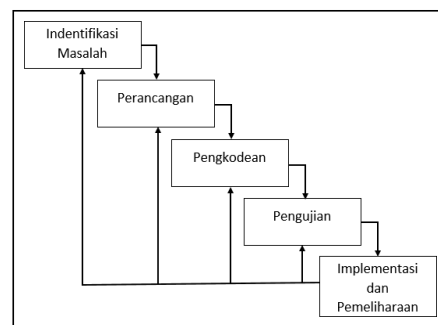 Indentifikasi
Masalah
Perancangan
Pengkodean
Pengujian
Implementasi
dan
Pemeliharaan